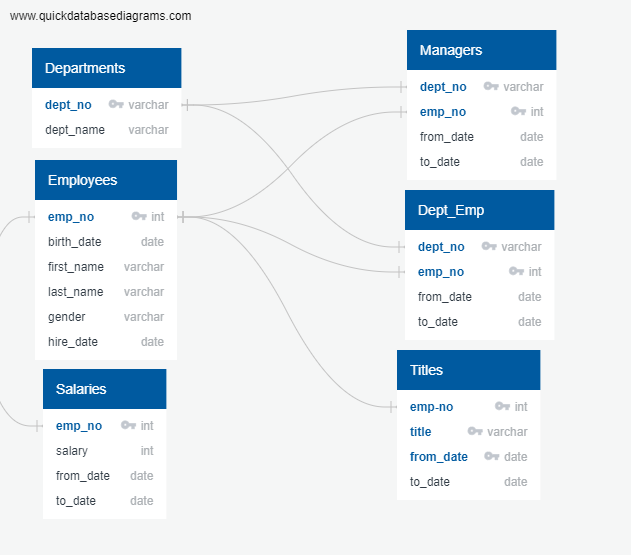 www.quickdatabasediagrams.com
Departments
dept_no varchar
dept_name varchar
Employees
emp_no int
birth_date date
first_name varchar
last_name varchar
gender varchar
hire_date date
Salaries
emp_no int
salary int
from_date date
to_date date
Managers
dept_no varchar
emp_no int
from_date date
to_date date
Dept_Emp
dept_no varchar
emp_no int
from_date date
to_date date
Titles
emp-no int
title varchar
from_date date
to_date date